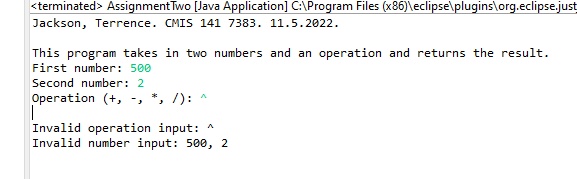 <terminated> AssignmentTwo [Java Application] C:\Program Files (x86)\eclipse\plugins\org.eclipse.just
Jackson, Terrence. CMIS 141 7383. 11.5.2022.
This program takes in two numbers and an operation and returns the result.
First number: 500
Second number: 2
Operation (+, -, *, /): ^
Invalid operation input: ^
Invalid number input: 500, 2